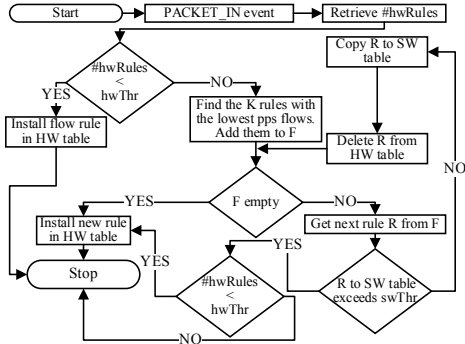 Start
PACKET_IN event
Retrieve #hwRules
#hwRules
<
hwThr
YES
NO
Install flow rule
in HW table
Find the K rules with
the lowest pps flows.
Add them to F
Copy R to SW
table
Delete R from
HW table
NO
F empty
YES
NO
Install new rule
in HW table
Get next rule R from F
YES
YES
Stop
#hwRules
<
hwThr
R to SW table
exceeds swThr
NO